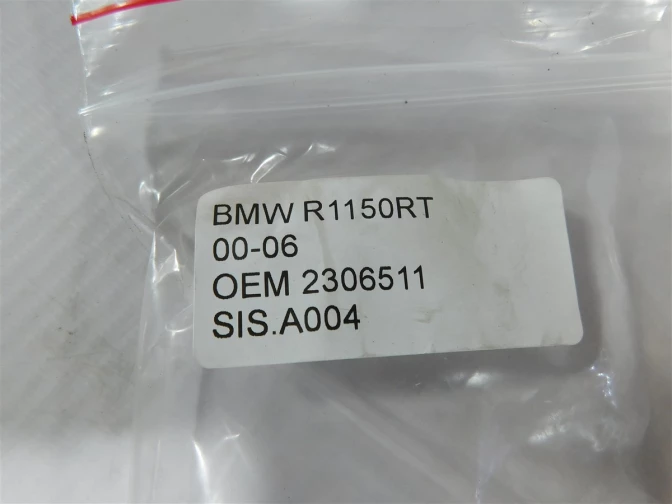 BMW R1150RT
00-06
OEM 2306511
SIS.A004